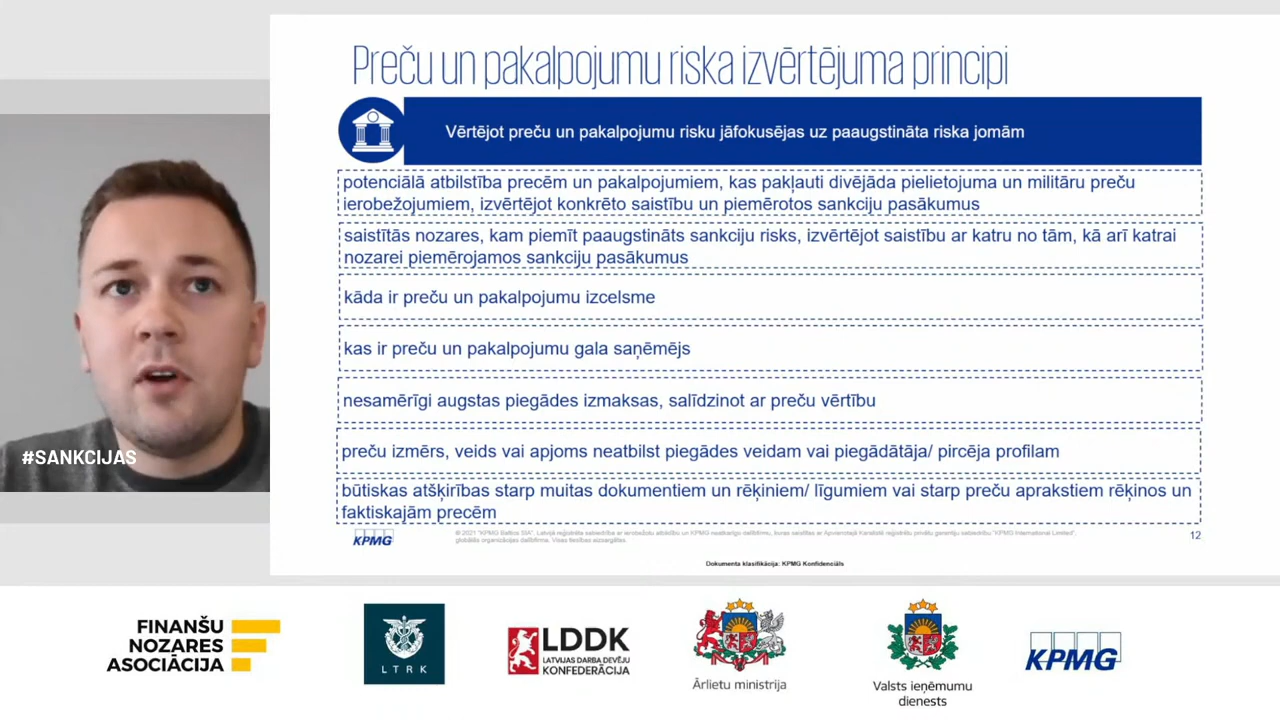 Preču un pakalpojumu riska izvērtējuma principi
Vērtējot preču un pakalpojumu risku jāfokusējas uz paaugstināta riska jomām
potenciālā atbilstība precēm un pakalpojumiem, kas pakļauti divējāda pielietojuma un militāru preču
ierobežojumiem, izvērtējot konkrēto saistību un piemērotos sankciju pasākumus
saistītās nozares, kam piemīt paaugstināts sankciju risks, izvērtējot saistību ar katru no tām, kā arī katrai
nozarei piemērojamos sankciju pasākumus
kāda ir preču un pakalpojumu izcelsme
kas ir preču un pakalpojumu gala saņēmējs
nesamērīgi augstas piegādes izmaksas, salīdzinot ar preču vērtību
#SANKCIJAS
preču izmērs, veids vai apjoms neatbilst piegādes veidam vai piegādātāja/ pircēja profilam
būtiskas atšķirības starp muitas dokumentiem un rēķiniem/ līgumiem vai starp preču aprakstiem rēķinos un
faktiskajām precēm
KPMG
12
Dokumenta klasifikācija: KPMG Konfidenciāls
FINANŠU
NOZARES
ASOCIĀCIJA
LTRK
LDDK
LATVIJAS DARBA DEVĒJU
KONFEDERĀCIJA
Ārlietu ministrija
Valsts ieņēmumu
dienests
KPMG